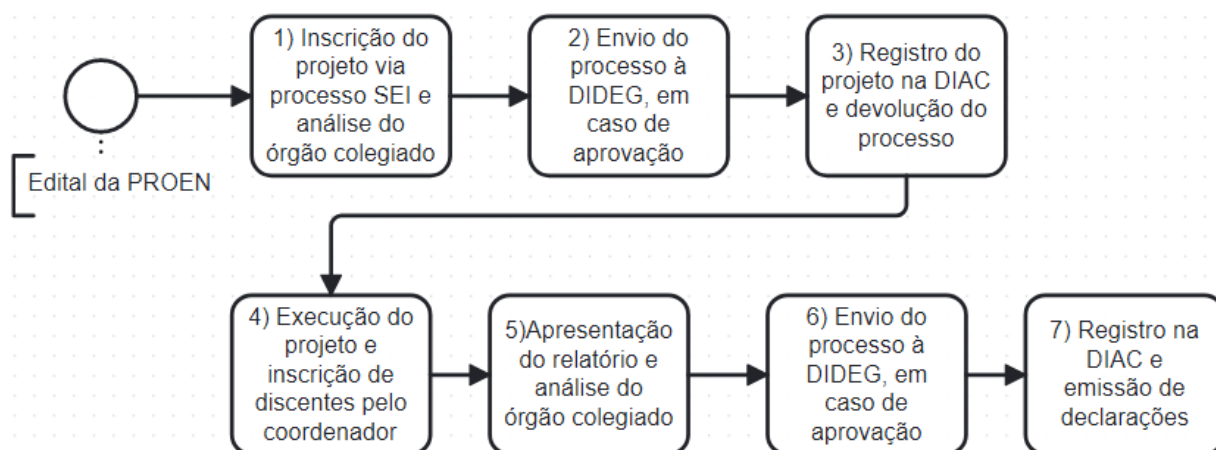 1) Inscrição do
projeto via
processo SEI e
análise do
órgão colegiado
2) Envio do
processo à
DIDEG, em
caso de
aprovação
3) Registro do
projeto na DIAC
e devolução do
processo
Edital da PROEN
4) Execução do
projeto e
inscrição de
discentes pelo
coordenador
5)Apresentação
do relatório e
análise do
órgão colegiado
6) Envio do
processo à
DIDEG, em
caso de
aprovação
7) Registro na
DIAC e
emissão de
declarações